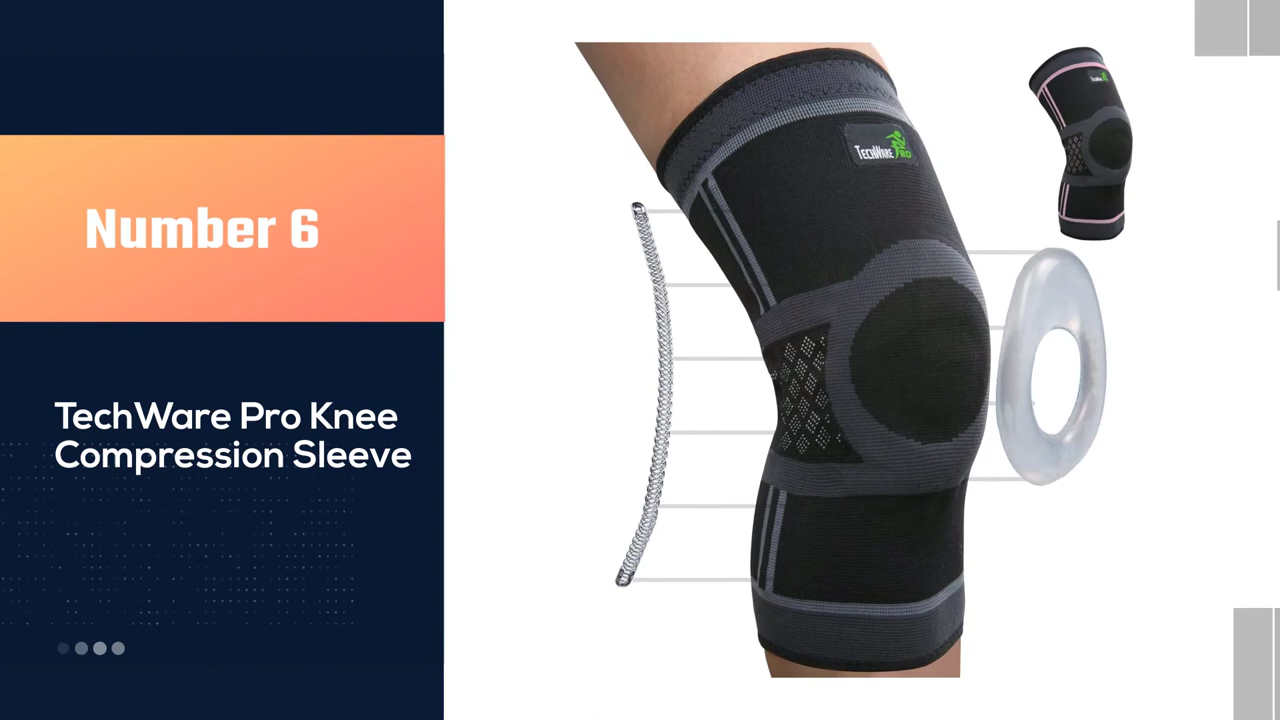 Number 6
TechWare Pro Knee
Compression Sleeve
TECHWARE PRO